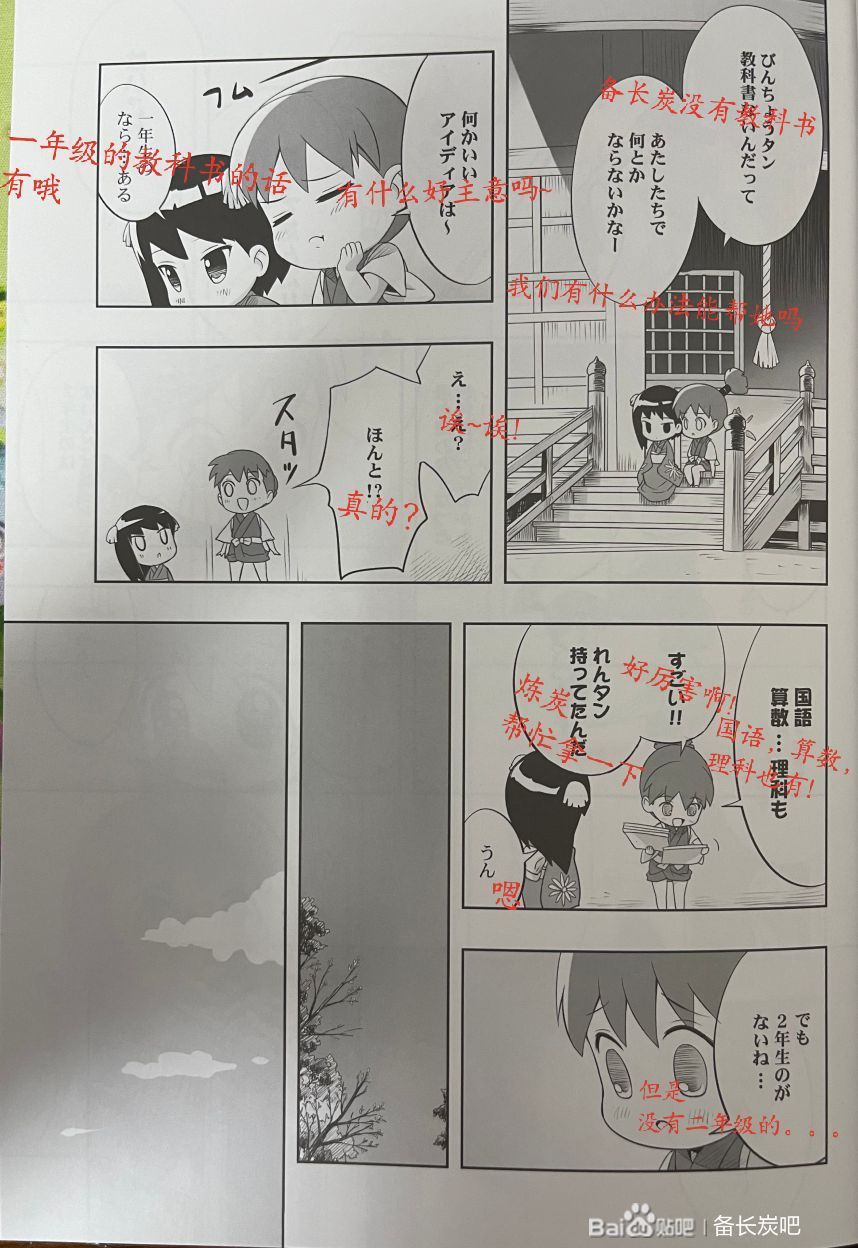 びんちょうタン
教科書ないんだって
备长炭没有教科书
あたしたちで
何とか
ならないかなー
我们有什么办法能帮她吗
何かいい
アイディアは～
有什么好主意吗~
フム
一年生の
なら…ある
一年级的教科书的话
有哦
え…え?
诶~诶!
ほんと!?
真的?
スタッ
国語
算数…理科も
国语，算数，
理科也有!
すごい!!
好厉害啊!
れんタン
持ってたんだ
炼炭
帮忙拿一下
うん
嗯
でも
2年生のが
ないね…
但是
没有二年级的。。。
Baidu贴吧 | 备长炭吧